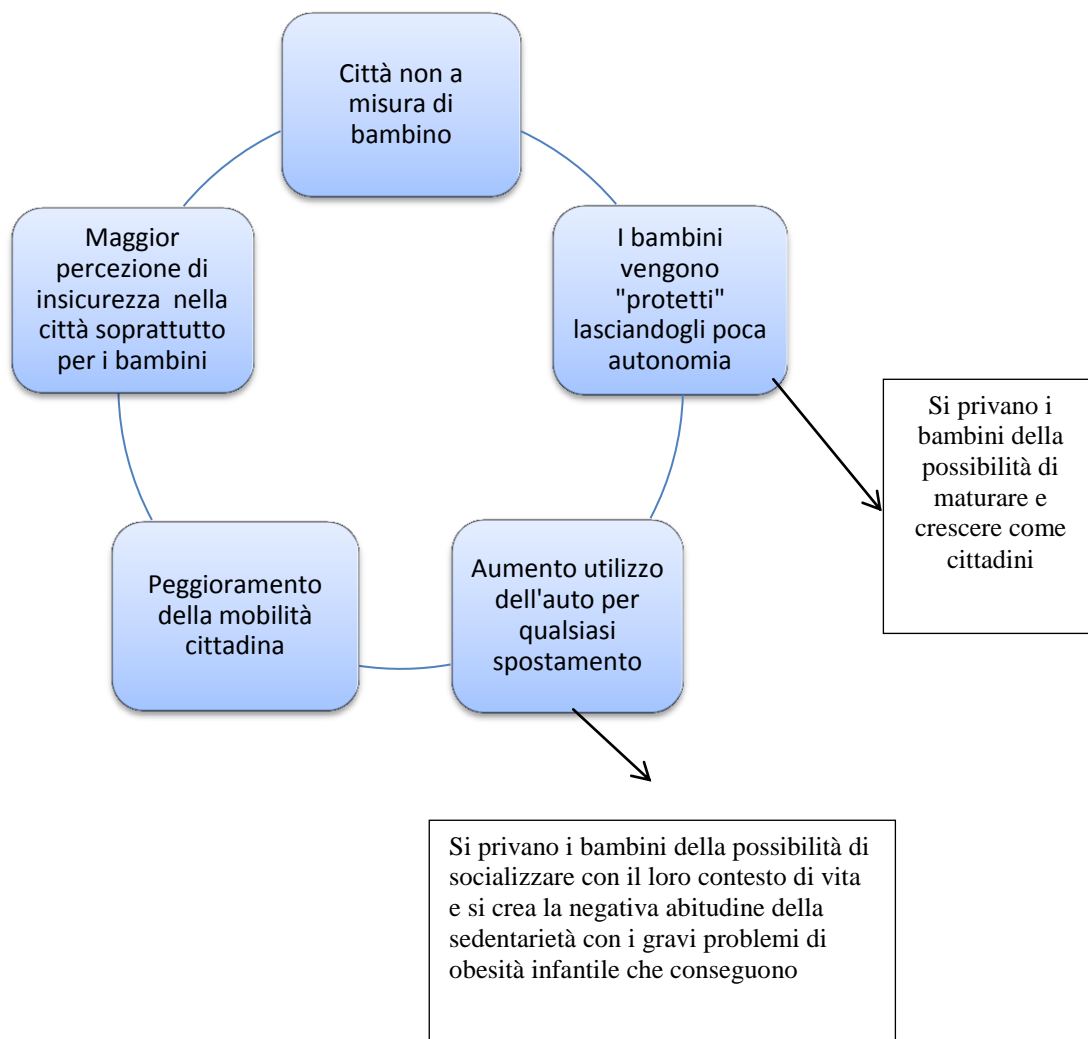 Città non a
misura di
bambino
Maggior
percezione di
insicurezza nella
città soprattutto
per i bambini
I bambini
vengono
"protetti"
lasciandogli poca
autonomia
Si privano i
bambini della
possibilità di
maturare e
crescere come
cittadini
Peggioramento
della mobilità
cittadina
Aumento utilizzo
dell'auto per
qualsiasi
spostamento
Si privano i bambini della possibilità di
socializzare con il loro contesto di vita
e si crea la negativa abitudine della
sedentarietà con i gravi problemi di
obesità infantile che conseguono